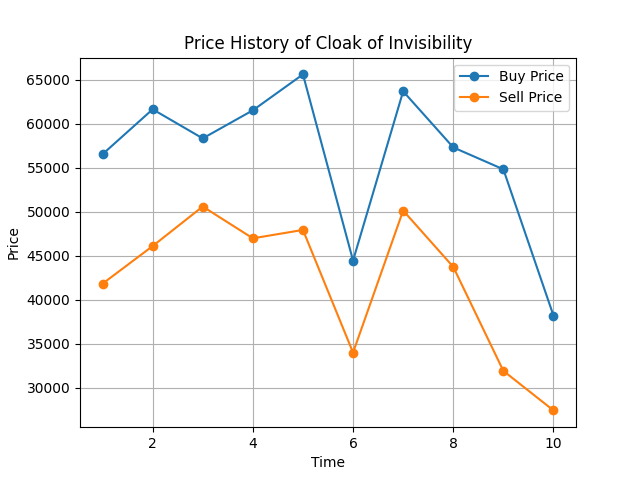 Price History of Cloak of Invisibility
Buy Price
Sell Price
65000
60000
55000
50000
45000
40000
35000
30000
Price
2 4 6 8 10
Time